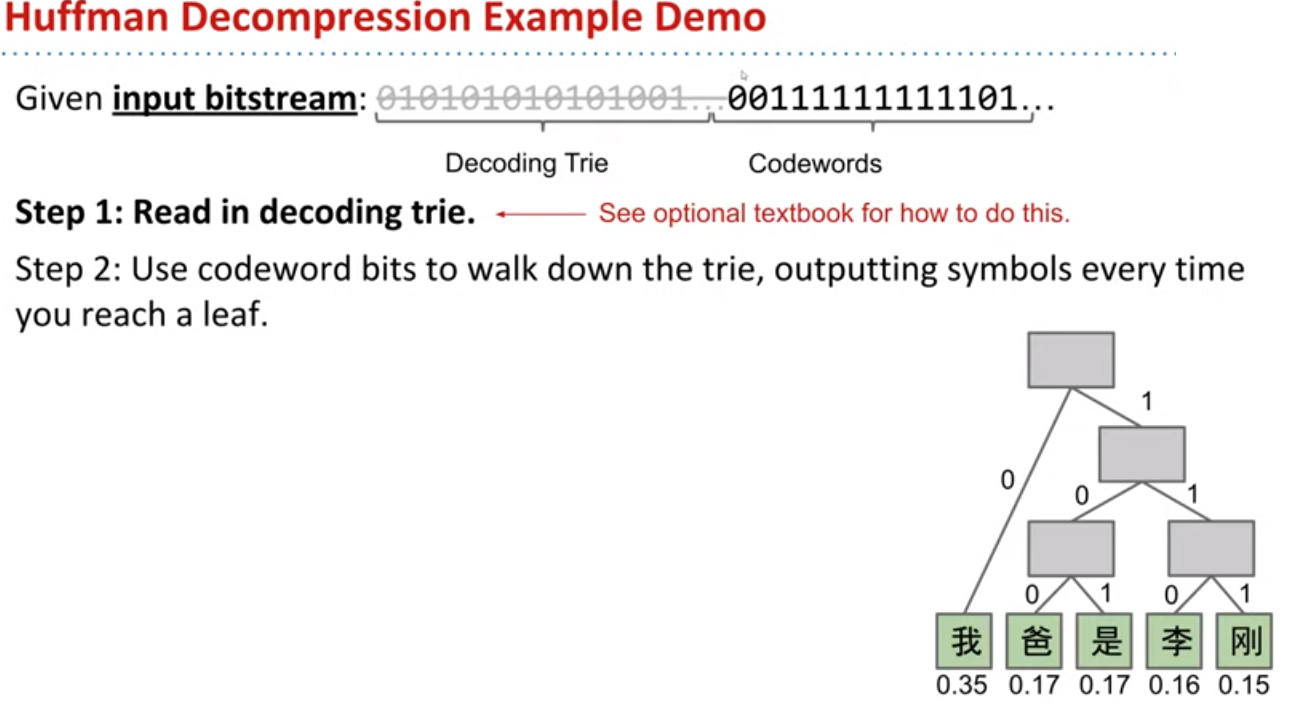 Huffman Decompression Example Demo
Given input bitstream: 010101010101001...00111111111101...
Decoding Trie
Codewords
Step 1: Read in decoding trie.
See optional textbook for how to do this.
Step 2: Use codeword bits to walk down the trie, outputting symbols every time
you reach a leaf.
1
0
0 1
0 1 0 1
我 爸 是 李 刚
0.35 0.17 0.17 0.16 0.15